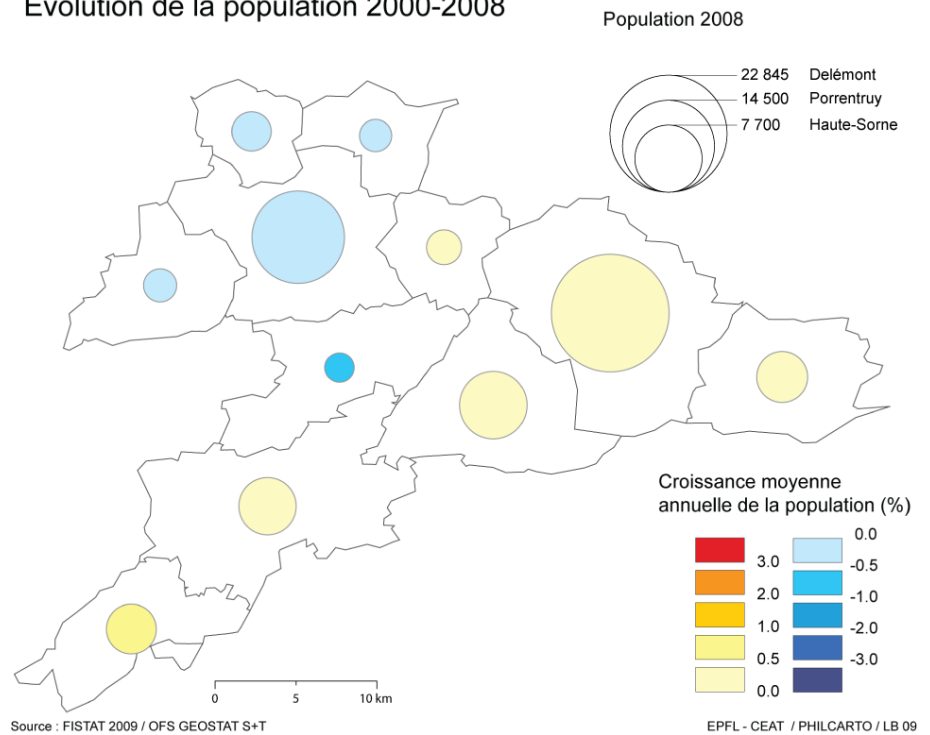 Evolution de la population 2000-2008
Population 2008
22 845 Delémont
14 500 Porrentruy
7 700 Haute-Sorne
Croissance moyenne
annuelle de la population (%)
0.0
3.0 -0.5
2.0 -1.0
1.0 -2.0
0.5 -3.0
0.0
0 5 10 km
Source : FISTAT 2009 / OFS GEOSTAT S+T
EPFL - CEAT / PHILCARTO / LB 09